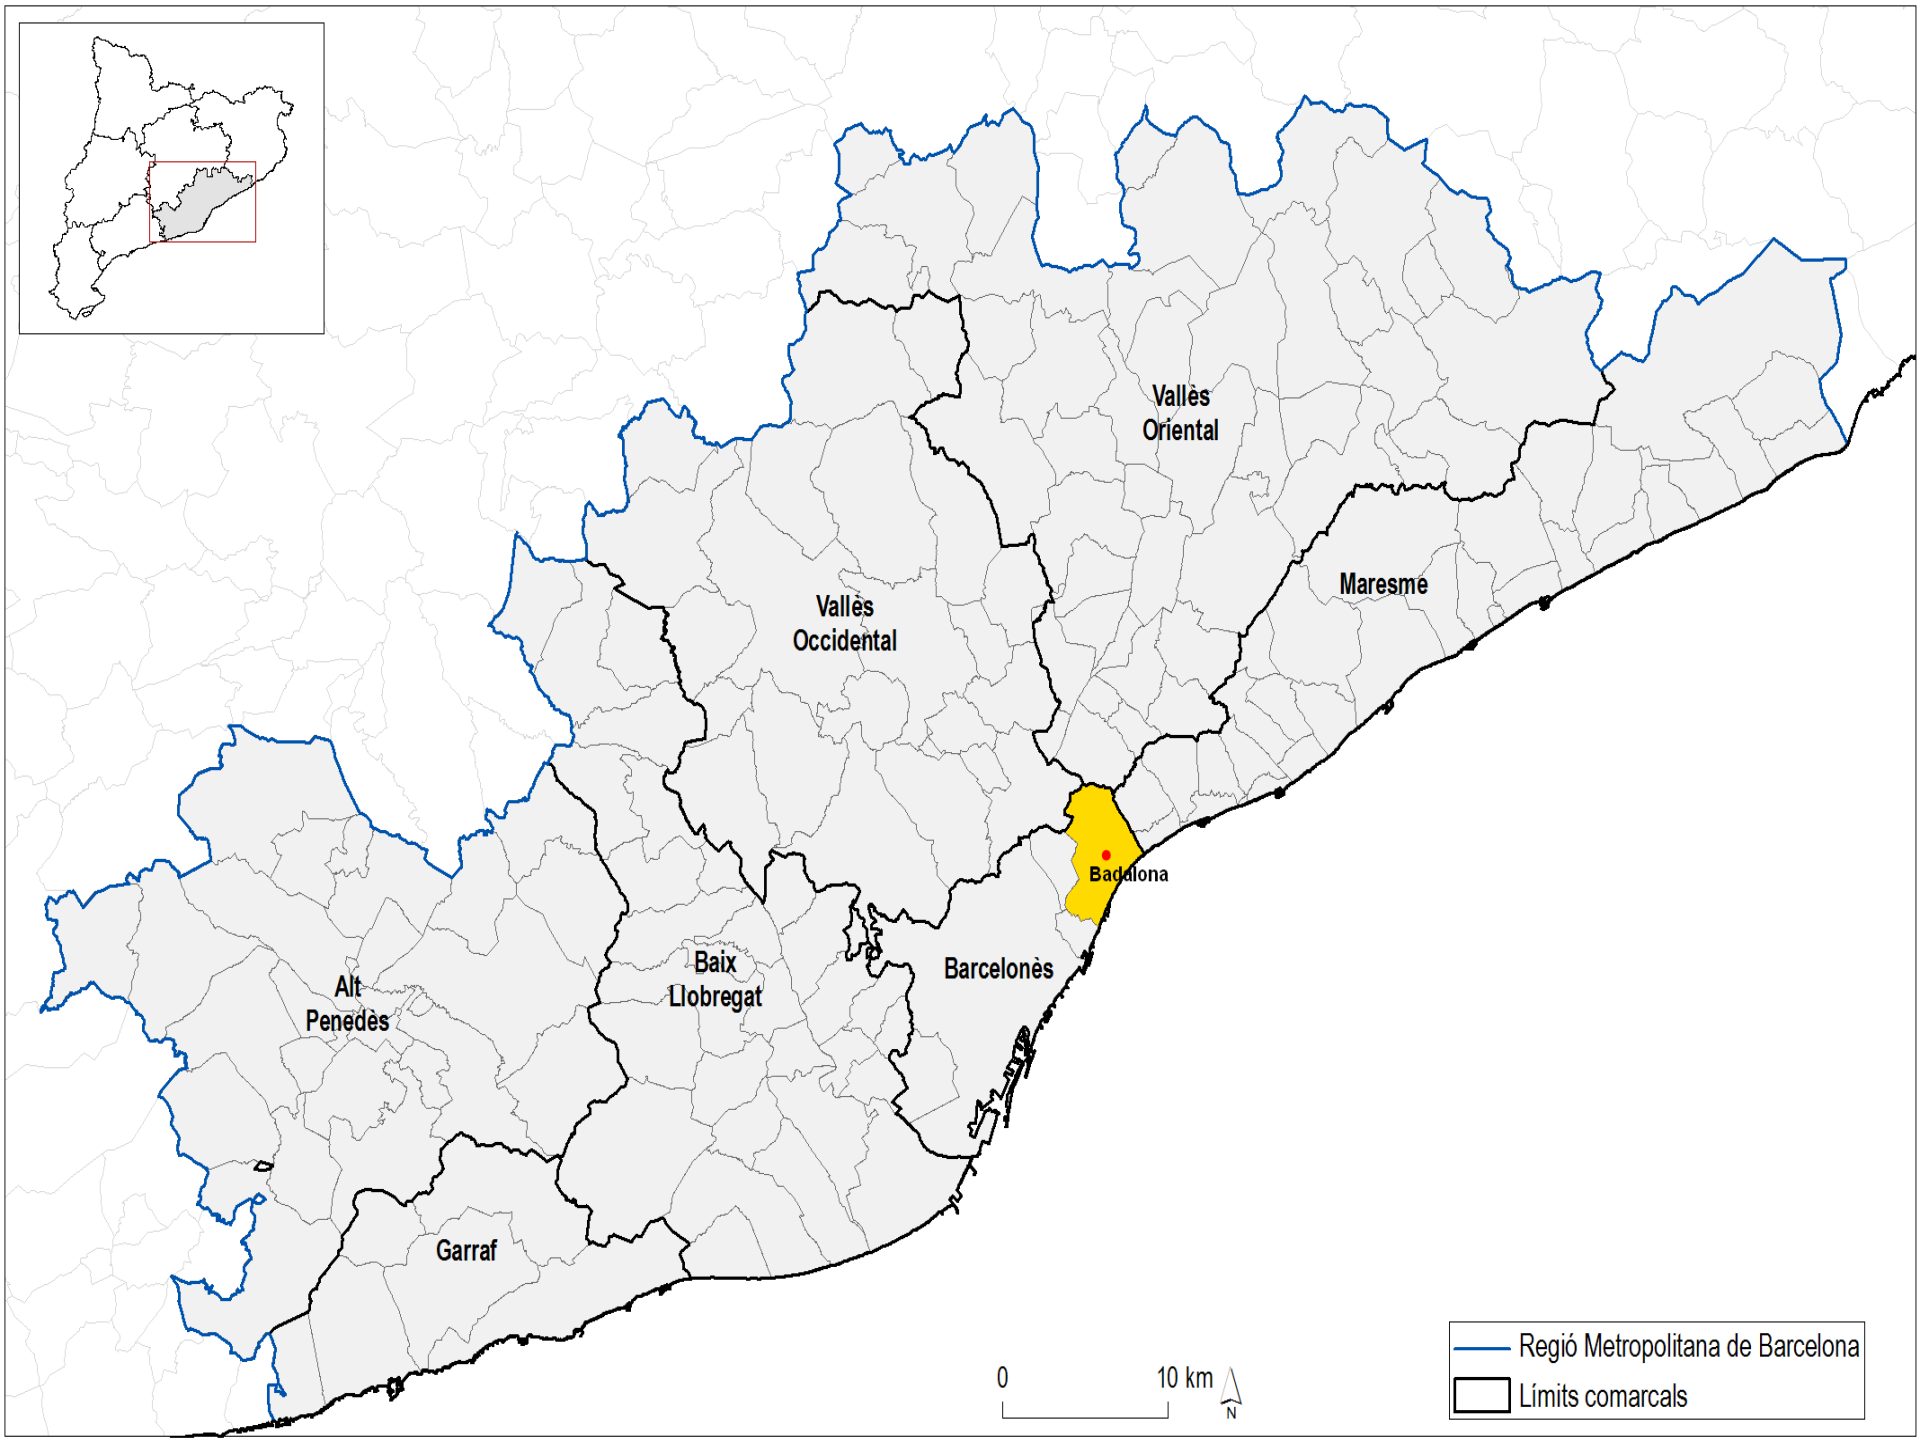 Vallès
Oriental
Maresme
Vallès
Occidental
Badalona
Barcelonès
Baix
Llobregat
Alt
Penedès
Garraf
0 10 km
N
Regió Metropolitana de Barcelona
Límits comarcals